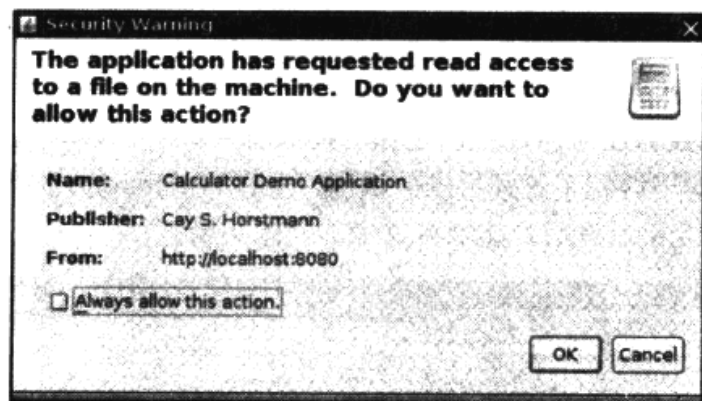 Security Warning
The application has requested read access
to a file on the machine. Do you want to
allow this action?
Name: Calculator Demo Application
Publisher: Cay S. Horstmann
From: http://localhost:8080
Always allow this action.
OK Cancel